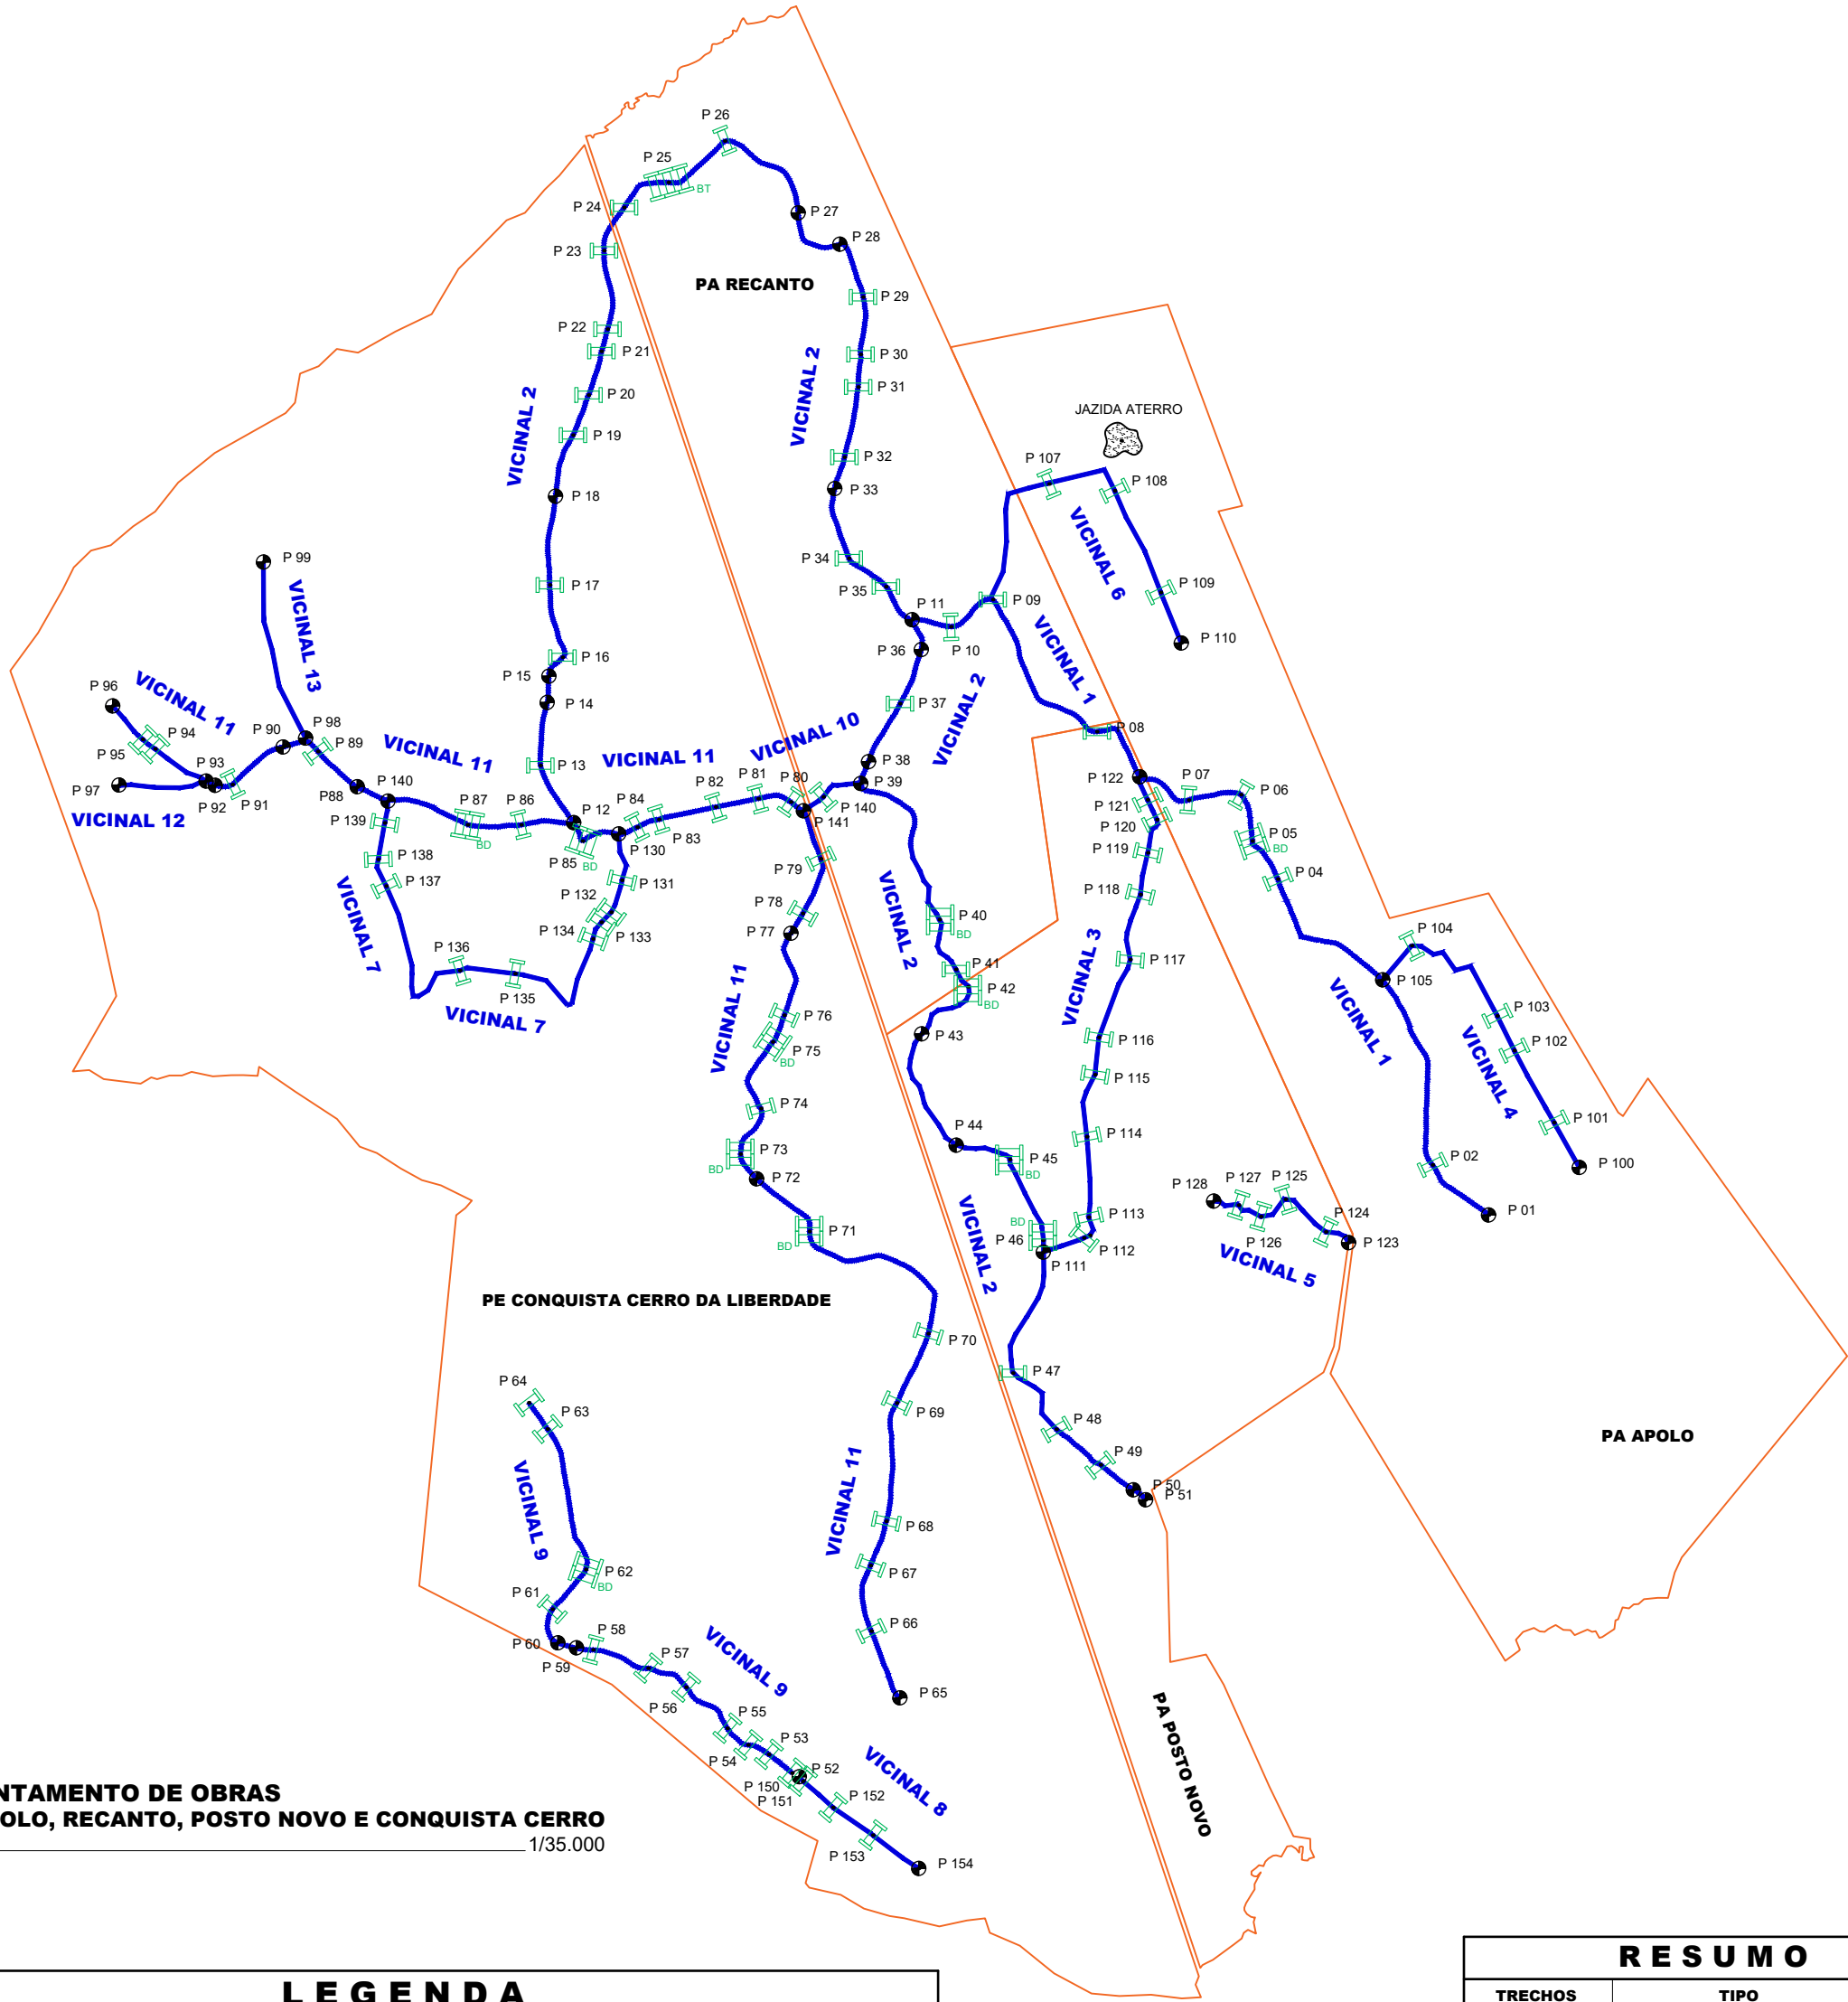 P 26
P 25
BT
P 24
P 27
P 28
P 23
PA RECANTO
P 29
P 22
P 21
P 30
P 31
VICINAL 2
VICINAL 2
P 20
JAZIDA ATERRO
P 19
P 32
P 107
P 33
P 108
P 18
VICINAL 6
P 99
P 34
P 17
P 35
P 109
VICINAL 13
P 11
P 09
VICINAL 1
P 110
P 16
P 36
P 10
P 15
P 96
VICINAL 11
P 14
P 37
VICINAL 2
P 94
P 90
P 98
P 89
VICINAL 11
VICINAL 11
VICINAL 10
P 08
P 95
P 93
P 13
P 38
P 122
P 97
P 92
P 91
P88
P 140
P 82
P 81
P 80
P 39
P 07
P 06
P 140
P 121
VICINAL 12
P 87
P 86
P 12
P 84
P 141
P 120
P 139
BD
P 83
P 05
BD
P 85
BD
P 130
P 119
P 138
P 79
P 04
P 137
P 131
VICINAL 2
P 118
VICINAL 7
P 132
P 78
P 40
BD
P 134
P 133
P 77
P 104
VICINAL 3
P 136
P 41
P 117
P 105
P 135
P 42
BD
VICINAL 1
VICINAL 7
VICINAL 11
P 76
P 103
P 43
P 116
P 75
BD
P 102
VICINAL 4
P 115
P 74
P 101
P 44
P 114
P 73
BD
P 45
BD
P 02
P 100
P 72
P 128
P 127
P 125
P 01
VICINAL 2
P 113
P 124
P 71
BD
BD
P 46
P 126
P 123
P 112
P 111
VICINAL 5
PE CONQUISTA CERRO DA LIBERDADE
P 70
P 47
P 64
P 69
P 63
P 48
PA APOLO
P 49
VICINAL 9
VICINAL 11
P 50
P 51
P 68
P 62
BD
P 67
P 61
P 66
P 58
P 60
VICINAL 9
P 57
P 59
P 65
P 56
PA POSTO NOVO
P 55
P 53
P 54
P 52
VICINAL 8
P 150
P 151
P 152
P 153
P 154
NTAMENTO DE OBRAS
OLO, RECANTO, POSTO NOVO E CONQUISTA CERRO
1/35.000
LEGENDA
RESUMO
TRECHOS
TIPO